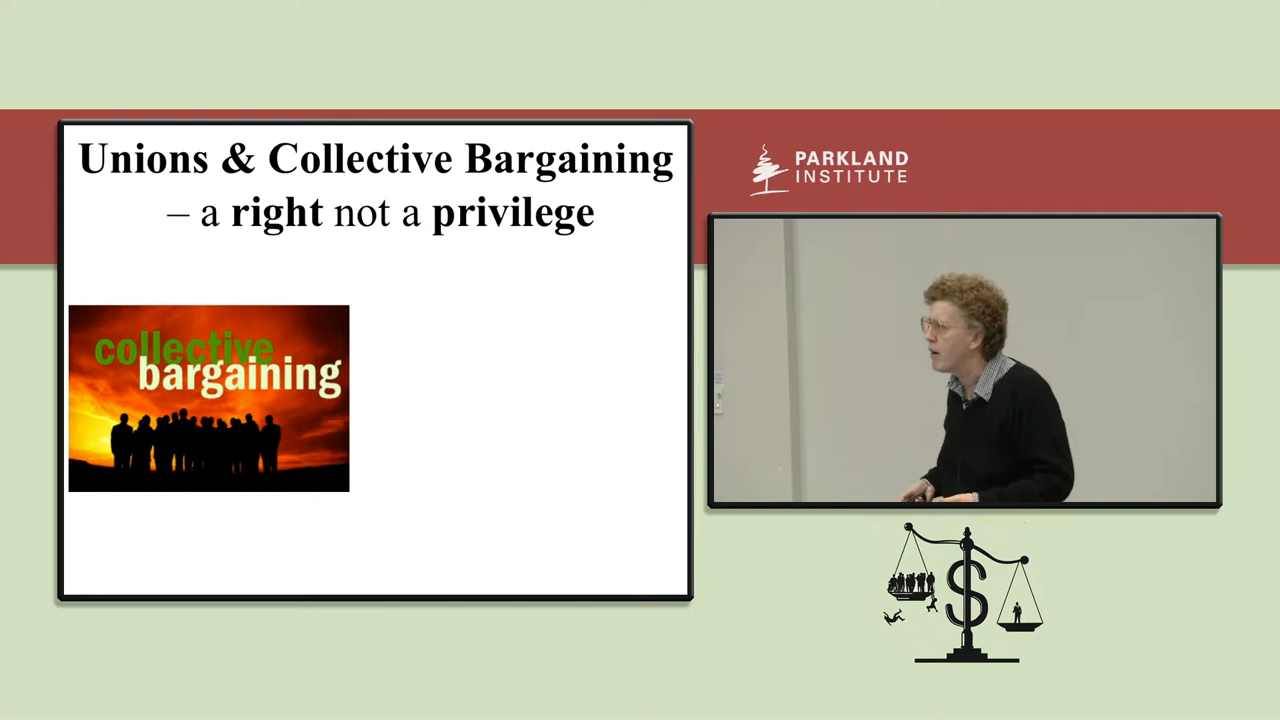 Unions & Collective Bargaining
– a right not a privilege
collective
bargaining
PARKLAND
INSTITUTE
$